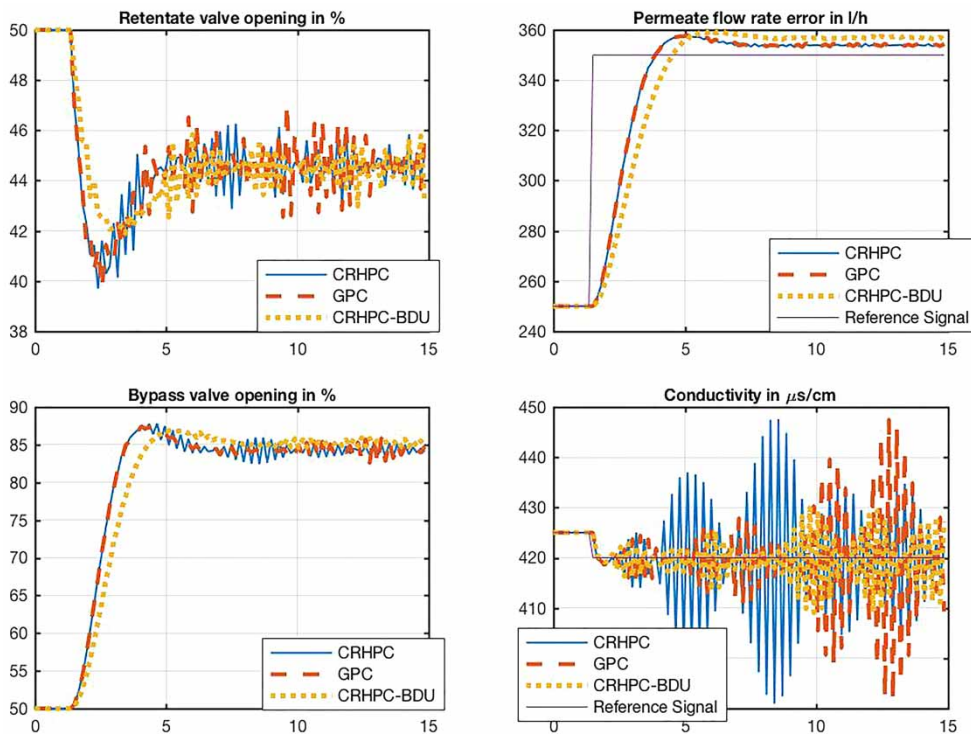 Retentate valve opening in %
50
48
46
44
42
40
38
0 5 10 15
CRHPC
GPC
CRHPC-BDU
Permeate flow rate error in l/h
360
340
320
300
280
260
240
0 5 10 15
CRHPC
GPC
CRHPC-BDU
Reference Signal
Bypass valve opening in %
90
85
80
75
70
65
60
55
50
0 5 10 15
CRHPC
GPC
CRHPC-BDU
Conductivity in μs/cm
450
440
430
420
410
5 10 15
CRHPC
GPC
CRHPC-BDU
Reference Signal